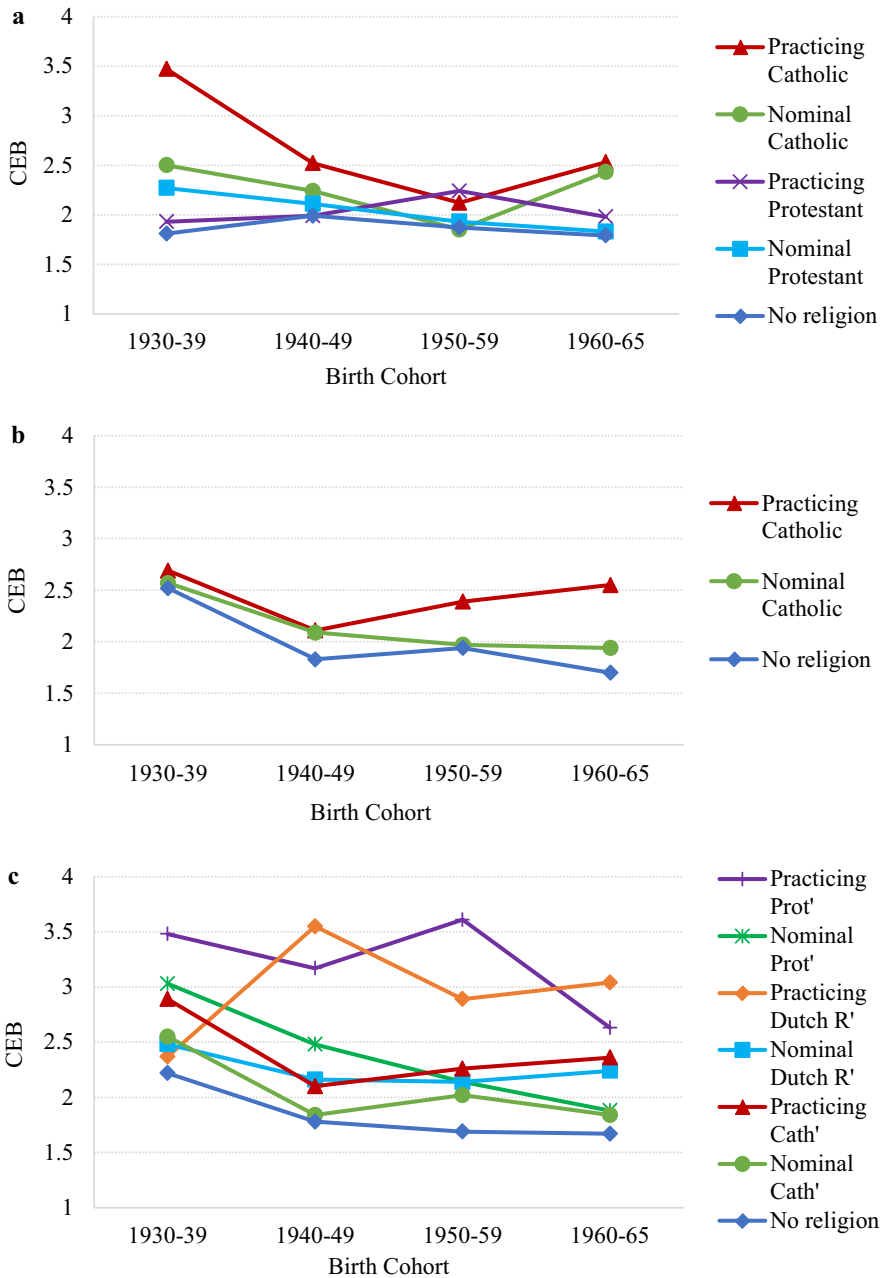 a
4
3.5
3
2.5
2
1.5
1
CEB
1930-39
1940-49
1950-59
1960-65
Birth Cohort
Practicing
Catholic
Nominal
Catholic
Practicing
Protestant
Nominal
Protestant
No religion
b
4
3.5
3
2.5
2
1.5
1
CEB
1930-39
1940-49
1950-59
1960-65
Birth Cohort
Practicing
Catholic
Nominal
Catholic
No religion
c
4
3.5
3
2.5
2
1.5
1
CEB
1930-39
1940-49
1950-59
1960-65
Birth Cohort
Practicing
Prot'
Nominal
Prot'
Practicing
Dutch R'
Nominal
Dutch R'
Practicing
Cath'
Nominal
Cath'
No religion